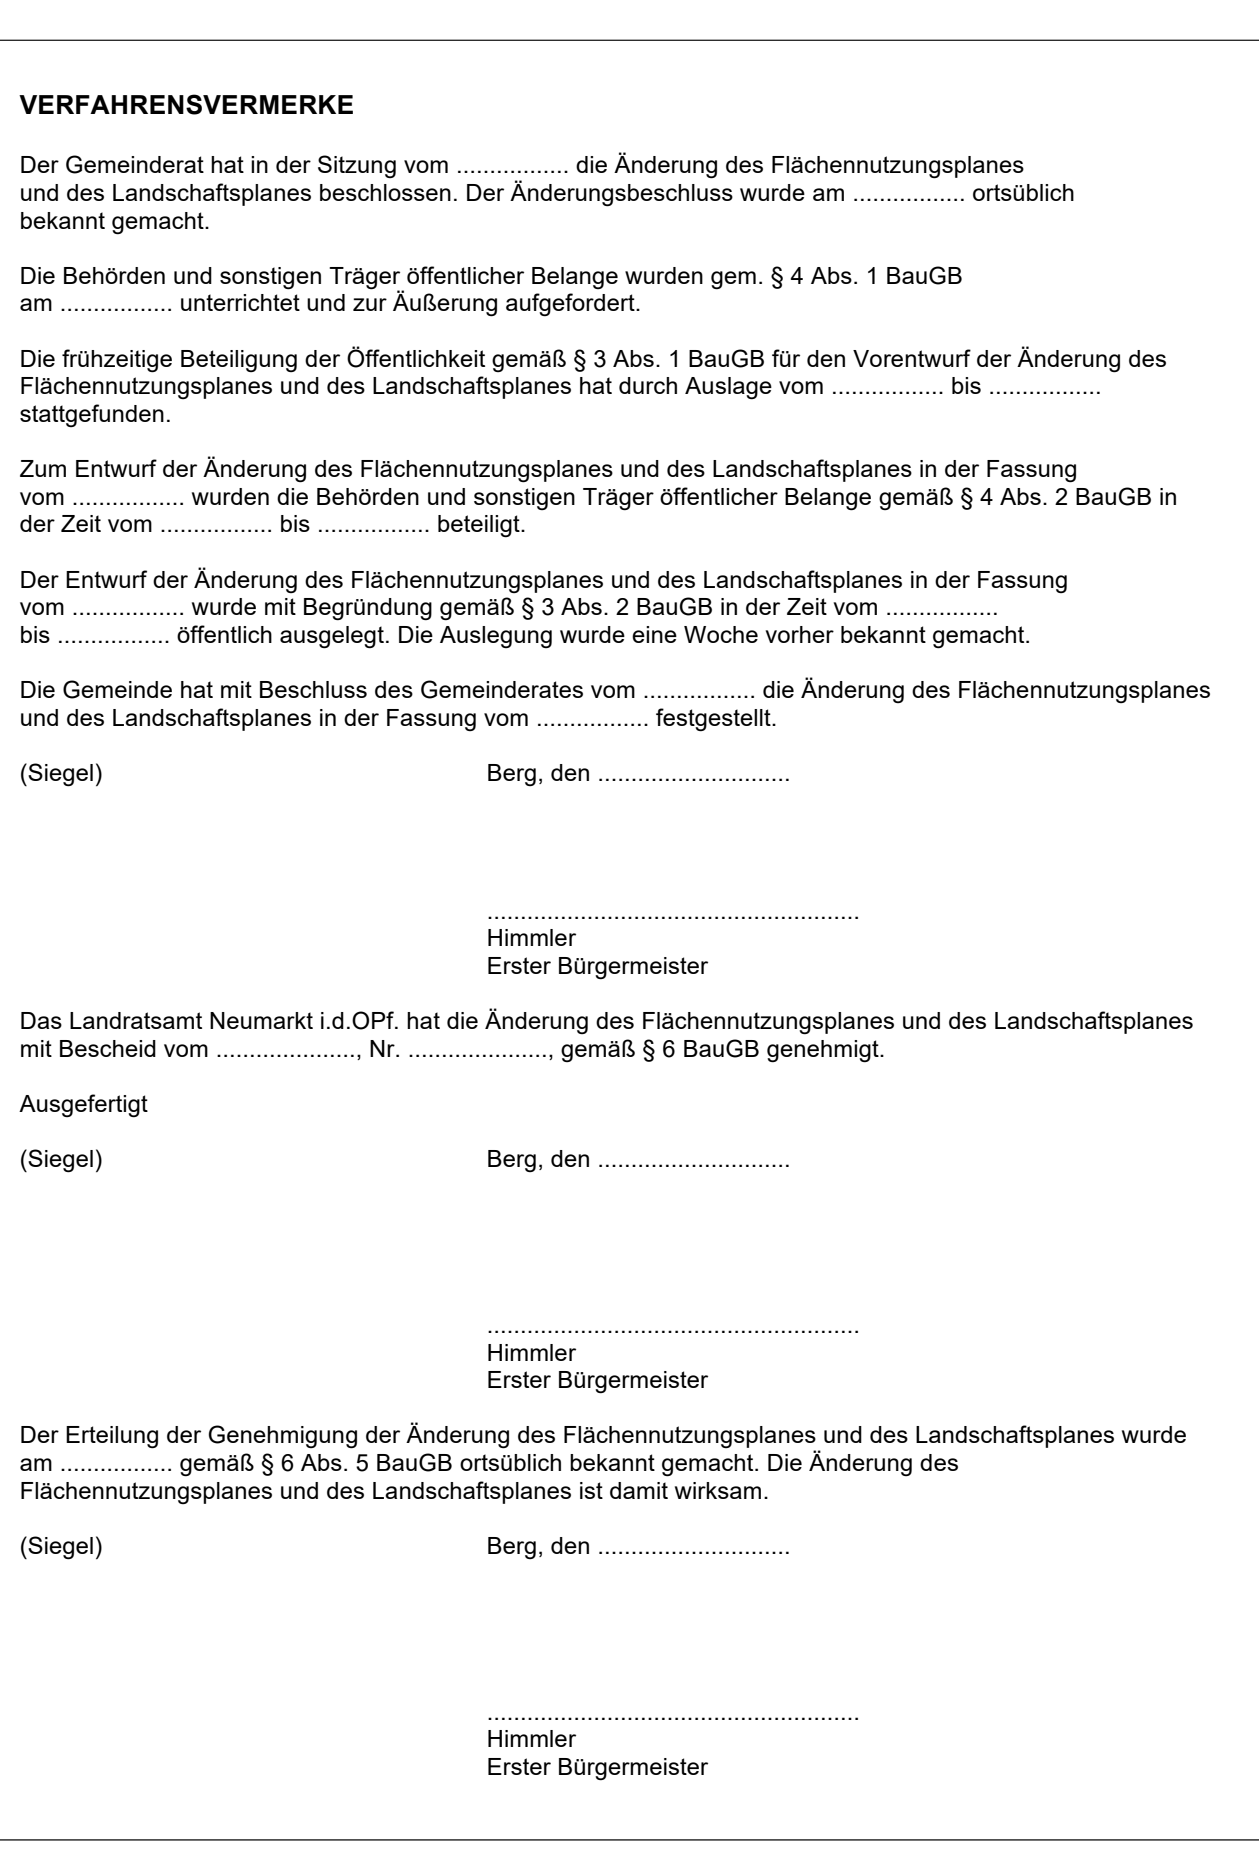 VERFAHRENSVERMERKE
Der Gemeinderat hat in der Sitzung vom ................. die Änderung des Flächennutzungsplanes
und des Landschaftsplanes beschlossen. Der Änderungsbeschluss wurde am ................. ortsüblich
bekannt gemacht.
Die Behörden und sonstigen Träger öffentlicher Belange wurden gem. § 4 Abs. 1 BauGB
am ................. unterrichtet und zur Äußerung aufgefordert.
Die frühzeitige Beteiligung der Öffentlichkeit gemäß § 3 Abs. 1 BauGB für den Vorentwurf der Änderung des
Flächennutzungsplanes und des Landschaftsplanes hat durch Auslage vom ................. bis .................
stattgefunden.
Zum Entwurf der Änderung des Flächennutzungsplanes und des Landschaftsplanes in der Fassung
vom ................. wurden die Behörden und sonstigen Träger öffentlicher Belange gemäß § 4 Abs. 2 BauGB in
der Zeit vom ................. bis ................. beteiligt.
Der Entwurf der Änderung des Flächennutzungsplanes und des Landschaftsplanes in der Fassung
vom ................. wurde mit Begründung gemäß § 3 Abs. 2 BauGB in der Zeit vom .................
bis ................. öffentlich ausgelegt. Die Auslegung wurde eine Woche vorher bekannt gemacht.
Die Gemeinde hat mit Beschluss des Gemeinderates vom ................. die Änderung des Flächennutzungsplanes
und des Landschaftsplanes in der Fassung vom ................. festgestellt.
(Siegel) Berg, den .............................
........................................................
Himmler
Erster Bürgermeister
Das Landratsamt Neumarkt i.d.OPf. hat die Änderung des Flächennutzungsplanes und des Landschaftsplanes
mit Bescheid vom ....................., Nr. ....................., gemäß § 6 BauGB genehmigt.
Ausgefertigt
(Siegel) Berg, den .............................
........................................................
Himmler
Erster Bürgermeister
Der Erteilung der Genehmigung der Änderung des Flächennutzungsplanes und des Landschaftsplanes wurde
am ................. gemäß § 6 Abs. 5 BauGB ortsüblich bekannt gemacht. Die Änderung des
Flächennutzungsplanes und des Landschaftsplanes ist damit wirksam.
(Siegel) Berg, den .............................
........................................................
Himmler
Erster Bürgermeister